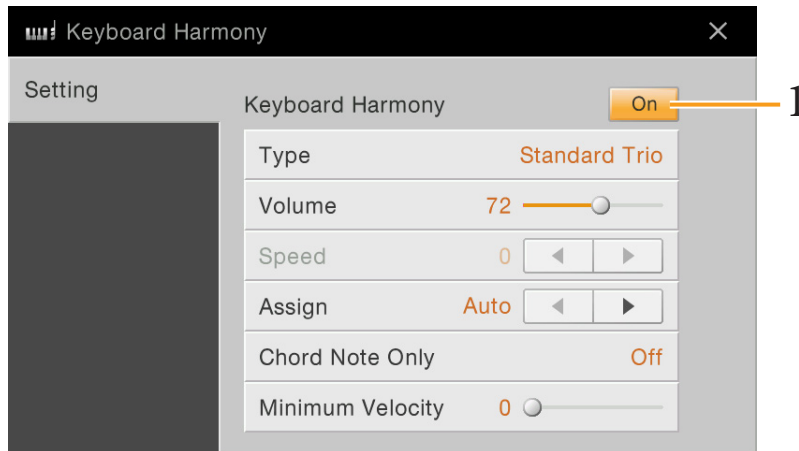 Keyboard Harmony
Setting
Keyboard Harmony On 1
Type Standard Trio
Volume 72
Speed 0
Assign Auto
Chord Note Only Off
Minimum Velocity 0